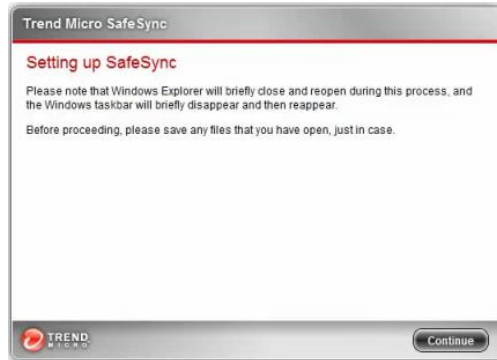 Trend Micro SafeSync
Setting up SafeSync
Please note that Windows Explorer will briefly close and reopen during this process, and
the Windows taskbar will briefly disappear and then reappear.
Before proceeding, please save any files that you have open, just in case.
TREND
MICRO
Continue